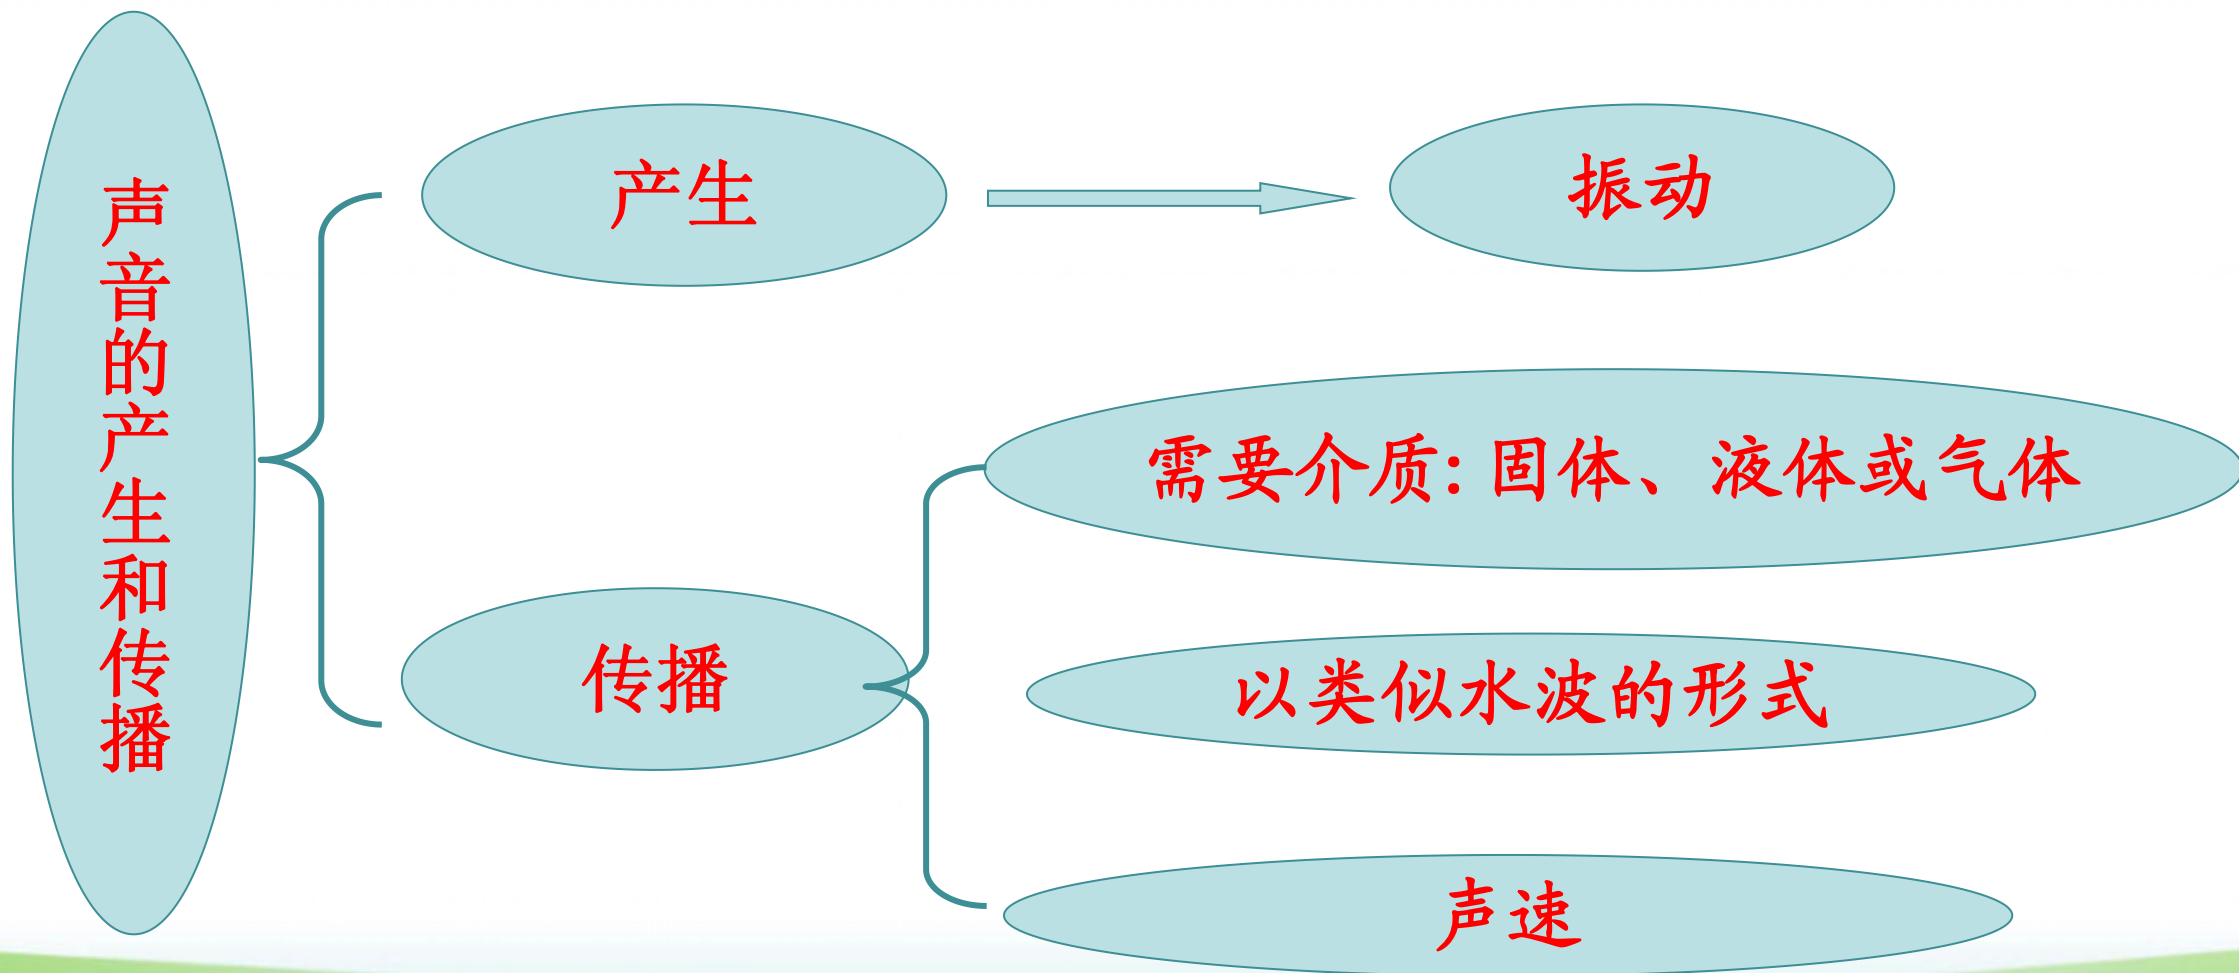 声音的产生和传播
产生
振动
需要介质:固体、液体或气体
传播
以类似水波的形式
声速